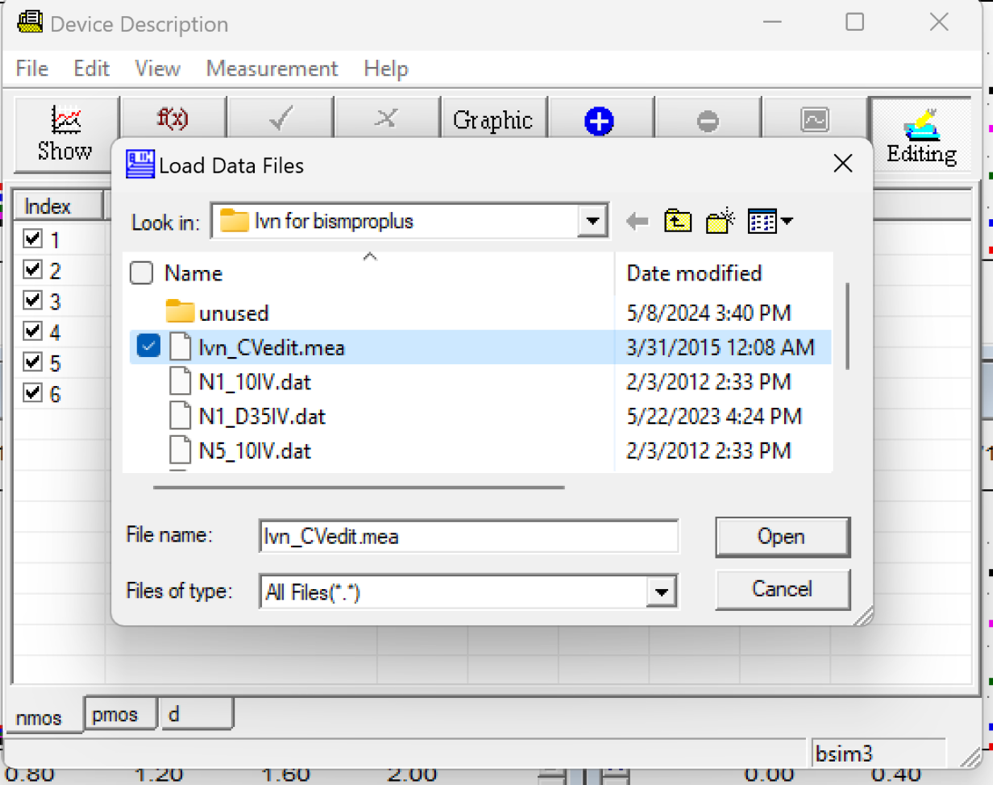 Device Description
File Edit View Measurement Help
f(x) Graphic
Show Editing
Load Data Files
Look in: lvn for bismproplus
Index
Name Date modified
1
unused 5/8/2024 3:40 PM
2
lvn_CVedit.mea 3/31/2015 12:08 AM
3
N1_10IV.dat 2/3/2012 2:33 PM
4
N1_D35IV.dat 5/22/2023 4:24 PM
5
N5_10IV.dat 2/3/2012 2:33 PM
6
File name: lvn_CVedit.mea Open
Files of type: All Files(*.*) Cancel
nmos pmos d
bsim3
0.80 1.20 1.60 2.00 0.00 0.40